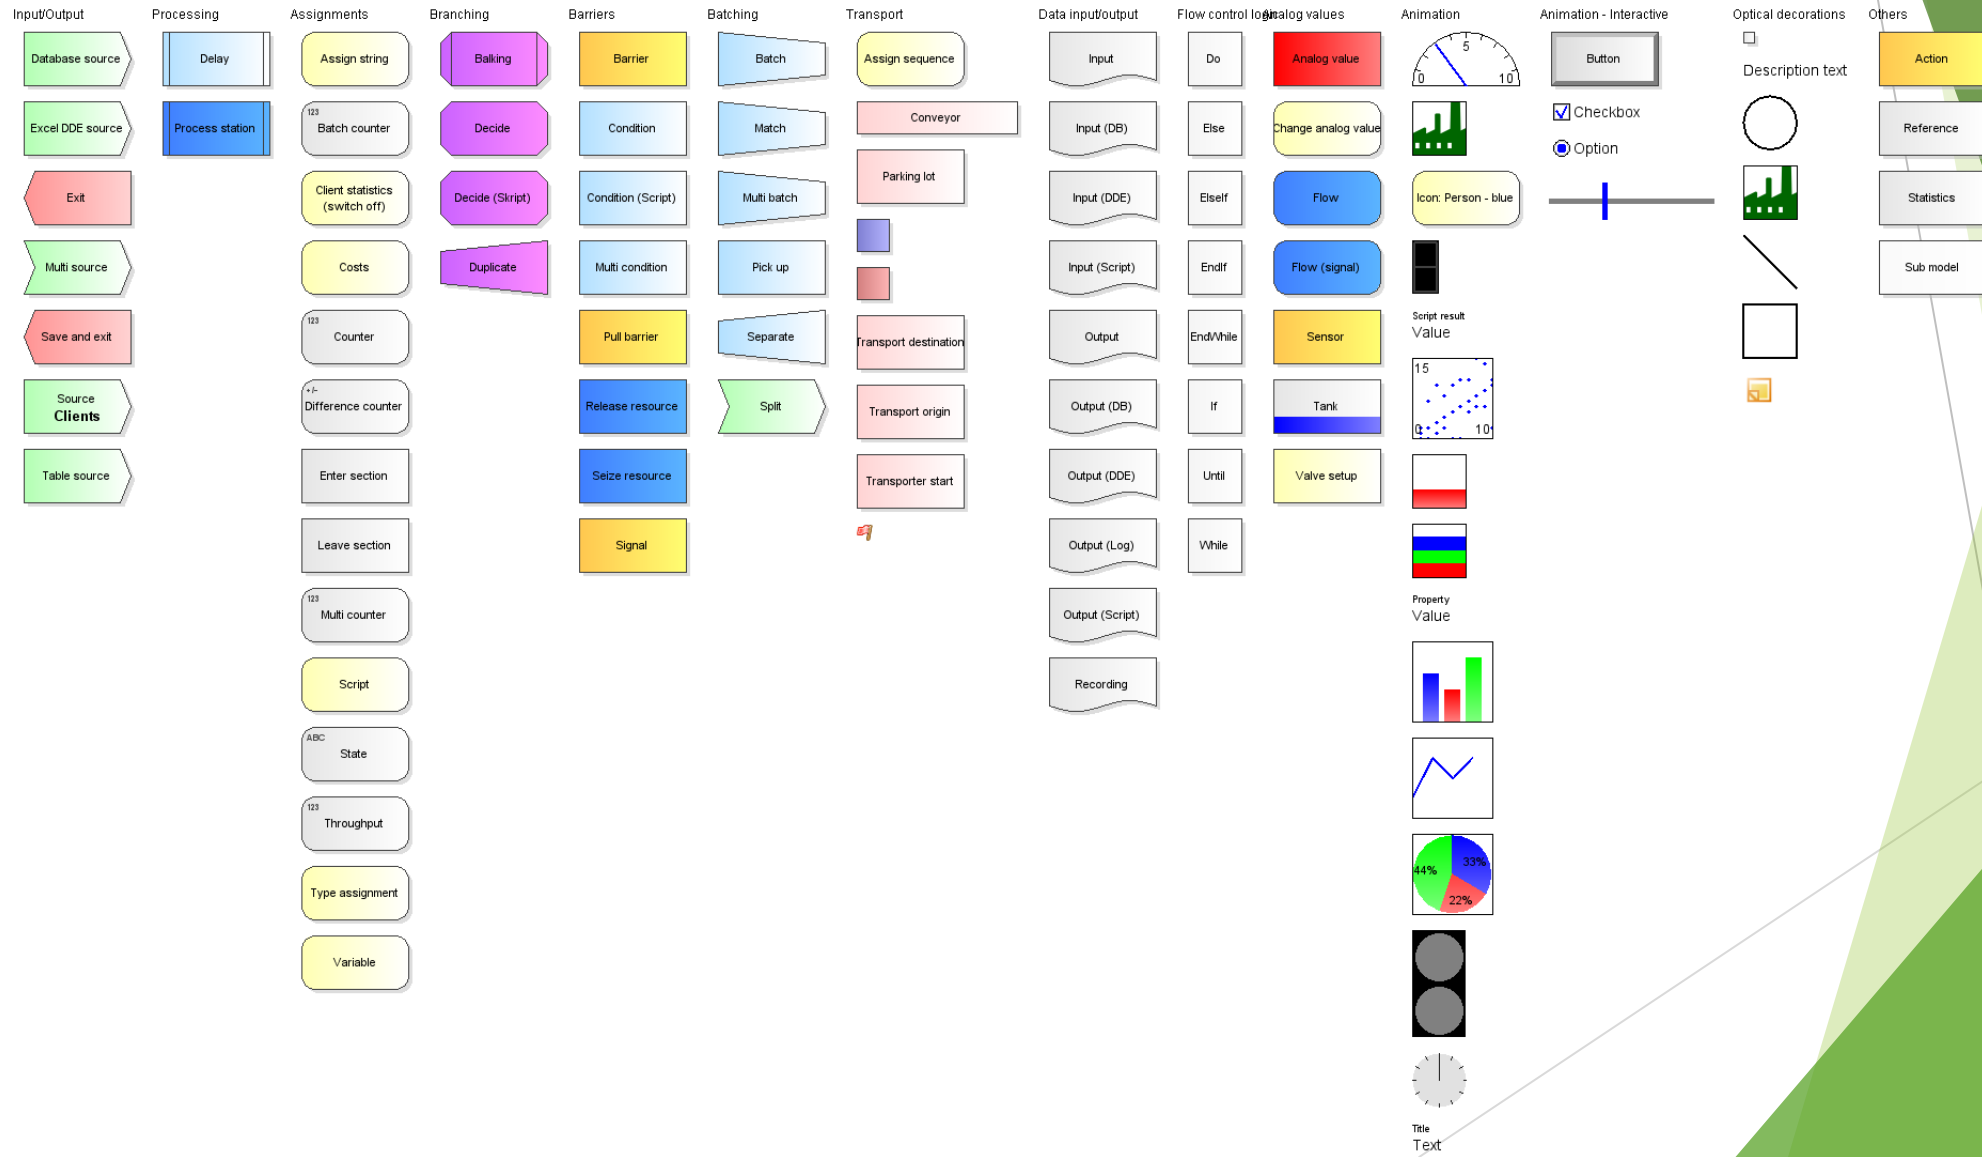 Input/Output
Database source
Excel DDE source
Exit
Multi source
Save and exit
Source
Clients
Table source
Processing
Delay
Process station
Assignments
Assign string
123
Batch counter
Client statistics
(switch off)
Costs
123
Counter
+/-
Difference counter
Enter section
Leave section
123
Multi counter
Script
ABC
State
123
Throughput
Type assignment
Variable
Branching
Balking
Decide
Decide (Skript)
Duplicate
Barriers
Barrier
Condition
Condition (Script)
Multi condition
Pull barrier
Release resource
Seize resource
Signal
Batching
Batch
Match
Multi batch
Pick up
Separate
Split
Transport
Assign sequence
Conveyor
Parking lot
Transport destination
Transport origin
Transporter start
Data input/output
Input
Input (DB)
Input (DDE)
Input (Script)
Output
Output (DB)
Output (DDE)
Output (Log)
Output (Script)
Recording
Flow control logic
Do
Else
ElseIf
EndIf
EndWhile
If
Until
While
Analog values
Analog value
Change analog value
Flow
Flow (signal)
Sensor
Tank
Valve setup
Animation
0 5 10
Icon: Person - blue
Script result
Value
15
0 10
Property
Value
44% 33%
22%
Title
Text
Animation - Interactive
Button
Checkbox
Option
Optical decorations
Description text
Others
Action
Reference
Statistics
Sub model